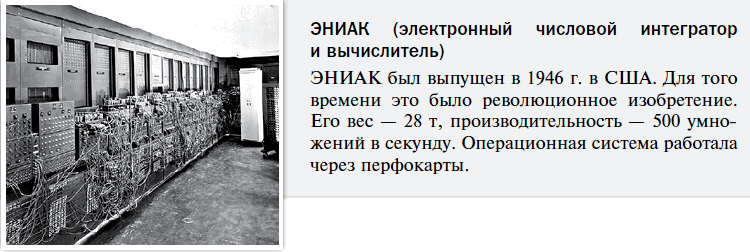 ЭНИАК (электронный числовой интегратор
и вычислитель)
ЭНИАК был выпущен в 1946 г. в США. Для того
времени это было революционное изобретение.
Его вес — 28 т, производительность — 500 умно-
жений в секунду. Операционная система работала
через перфокарты.